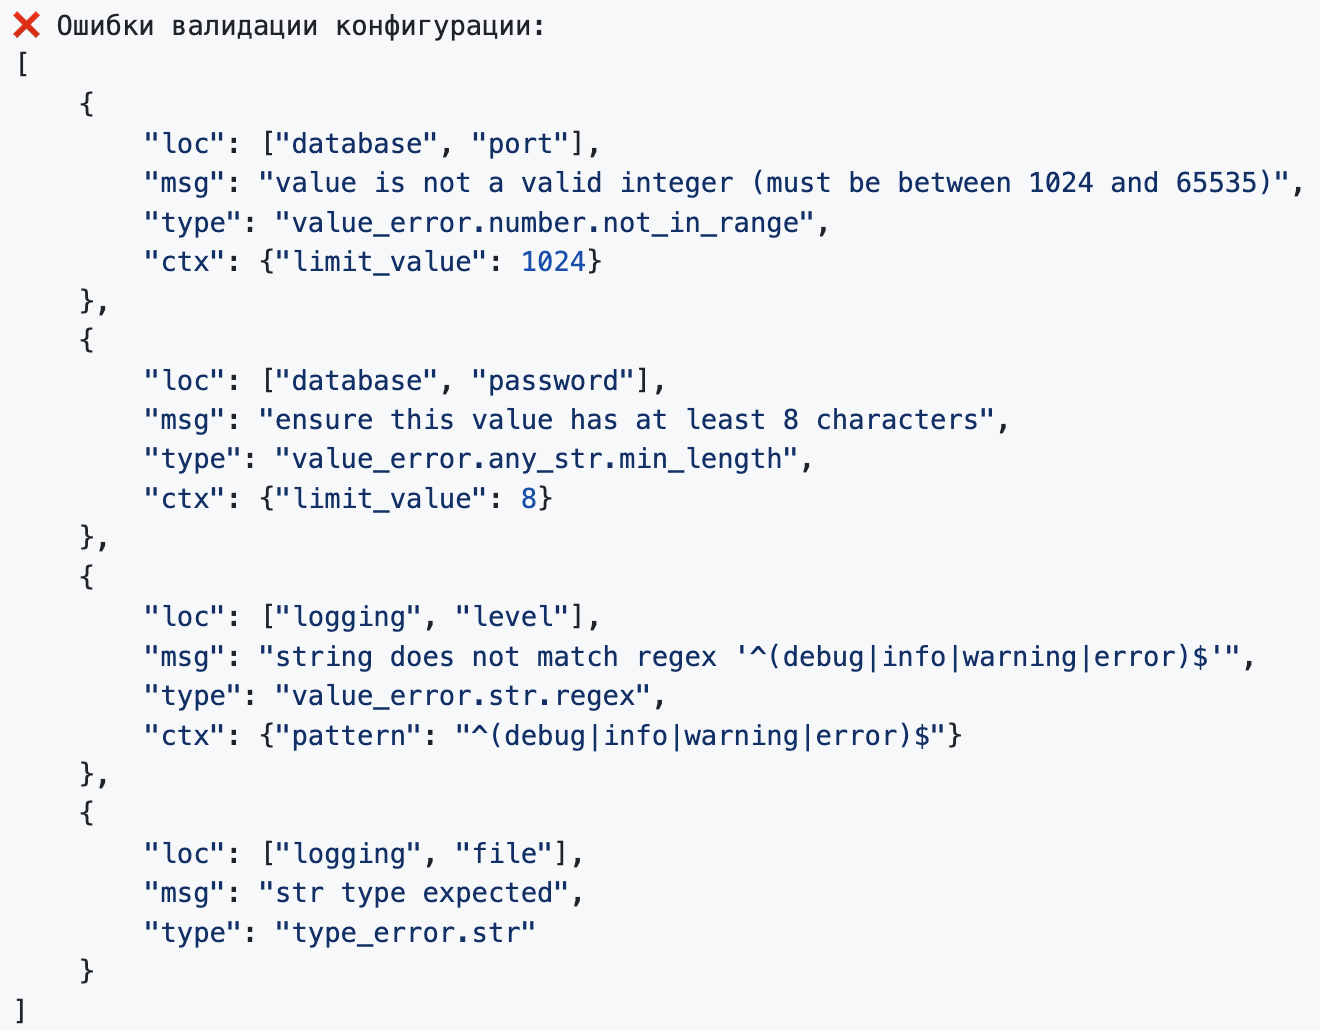 ❌ Ошибки валидации конфигурации:
[
    {
        "loc": ["database", "port"],
        "msg": "value is not a valid integer (must be between 1024 and 65535)",
        "type": "value_error.number.not_in_range",
        "ctx": {"limit_value": 1024}
    },
    {
        "loc": ["database", "password"],
        "msg": "ensure this value has at least 8 characters",
        "type": "value_error.any_str.min_length",
        "ctx": {"limit_value": 8}
    },
    {
        "loc": ["logging", "level"],
        "msg": "string does not match regex '^(debug|info|warning|error)$'",
        "type": "value_error.str.regex",
        "ctx": {"pattern": "^(debug|info|warning|error)$"}
    },
    {
        "loc": ["logging", "file"],
        "msg": "str type expected",
        "type": "type_error.str"
    }
]